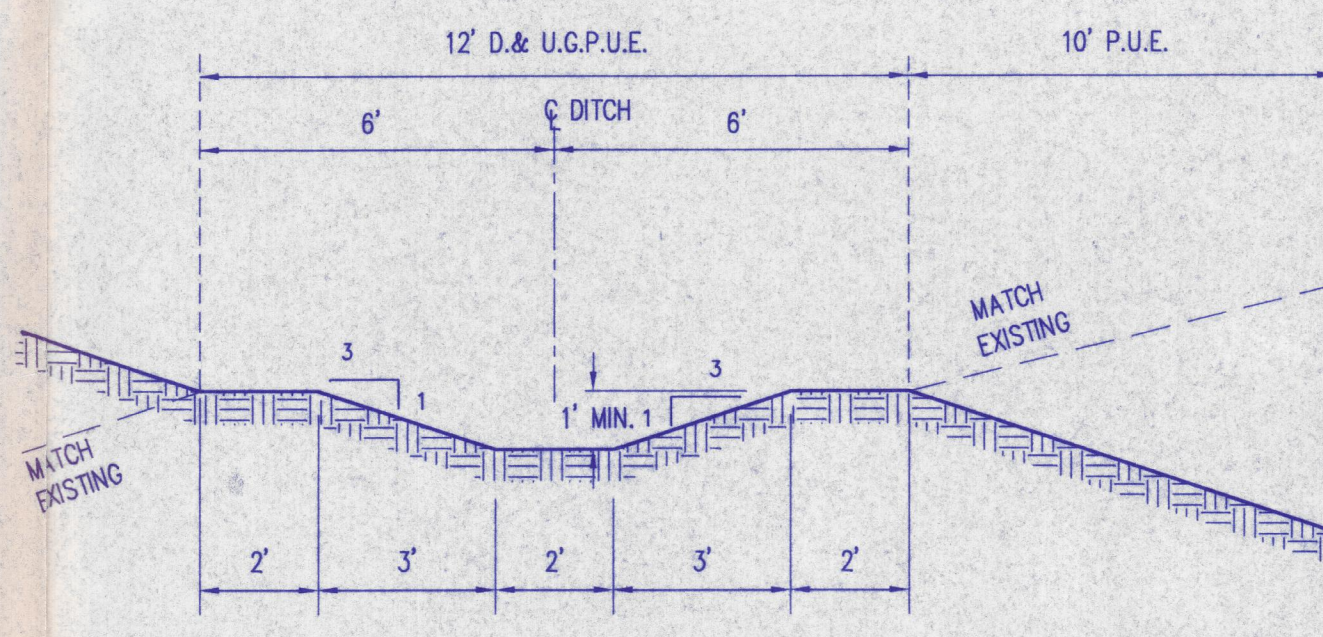 12' D.& U.G.P.U.E.
10' P.U.E.
6'
℄ DITCH
6'
MATCH
EXISTING
3
1
1' MIN.
1
3
MATCH
EXISTING
2'
3'
2'
3'
2'